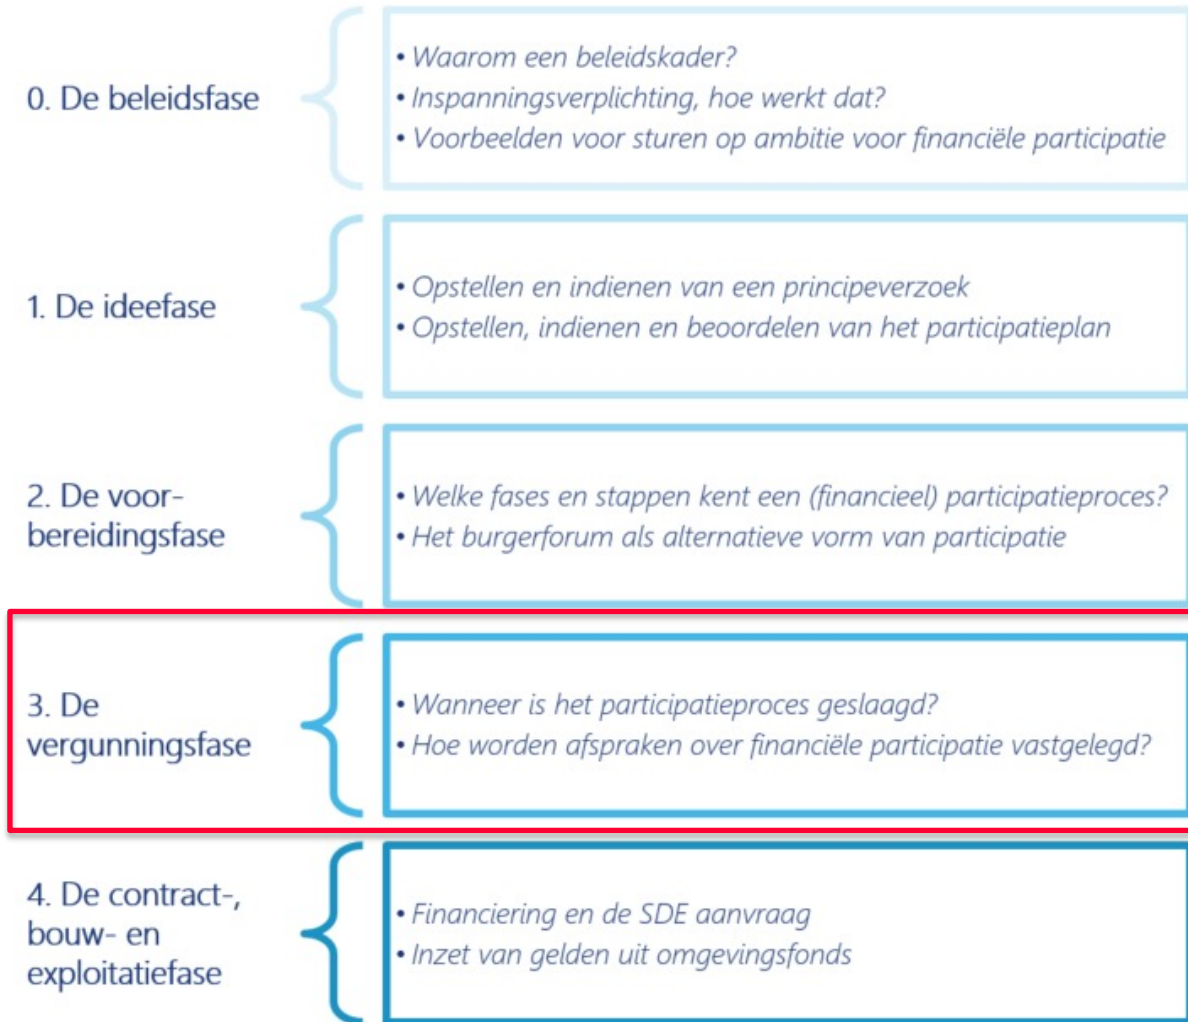 0. De beleidsfase
• Waarom een beleidskader?
• Inspanningsverplichting, hoe werkt dat?
• Voorbeelden voor sturen op ambitie voor financiële participatie
1. De ideefase
• Opstellen en indienen van een principeverzoek
• Opstellen, indienen en beoordelen van het participatieplan
2. De voor-
bereidingsfase
• Welke fases en stappen kent een (financieel) participatieproces?
• Het burgerforum als alternatieve vorm van participatie
3. De
vergunningsfase
• Wanneer is het participatieproces geslaagd?
• Hoe worden afspraken over financiële participatie vastgelegd?
4. De contract-,
bouw- en
exploitatiefase
• Financiering en de SDE aanvraag
• Inzet van gelden uit omgevingsfonds